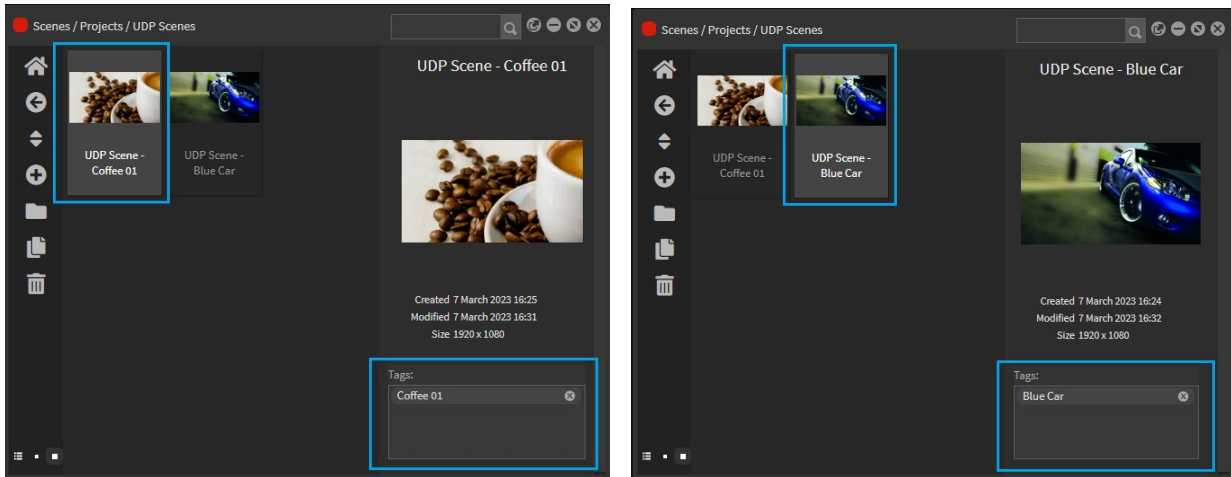 Scenes / Projects / UDP Scenes
UDP Scene -
Coffee 01
UDP Scene -
Blue Car
UDP Scene - Coffee 01
Created 7 March 2023 16:25
Modified 7 March 2023 16:31
Size 1920 x 1080
Tags:
Coffee 01
Scenes / Projects / UDP Scenes
UDP Scene -
Coffee 01
UDP Scene -
Blue Car
UDP Scene - Blue Car
Created 7 March 2023 16:24
Modified 7 March 2023 16:32
Size 1920 x 1080
Tags:
Blue Car